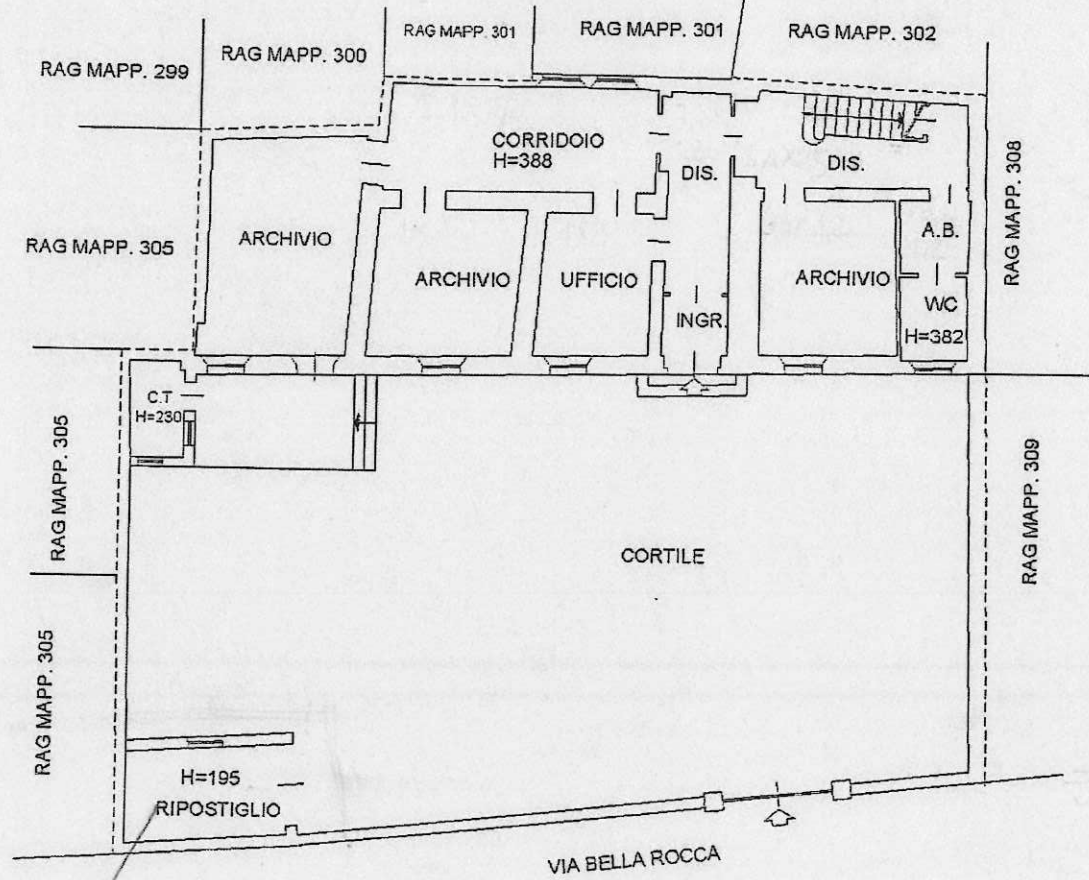 RAG MAPP. 299
RAG MAPP. 300
RAG MAPP. 301
RAG MAPP. 301
RAG MAPP. 302
RAG MAPP. 305
RAG MAPP. 308
CORRIDOIO
H=388
DIS.
DIS.
ARCHIVIO
ARCHIVIO
UFFICIO
INGR.
ARCHIVIO
A.B.
WC
H=382
C.T
H=230
RAG MAPP. 305
RAG MAPP. 309
CORTILE
RAG MAPP. 305
H=195
RIPOSTIGLIO
VIA BELLA ROCCA